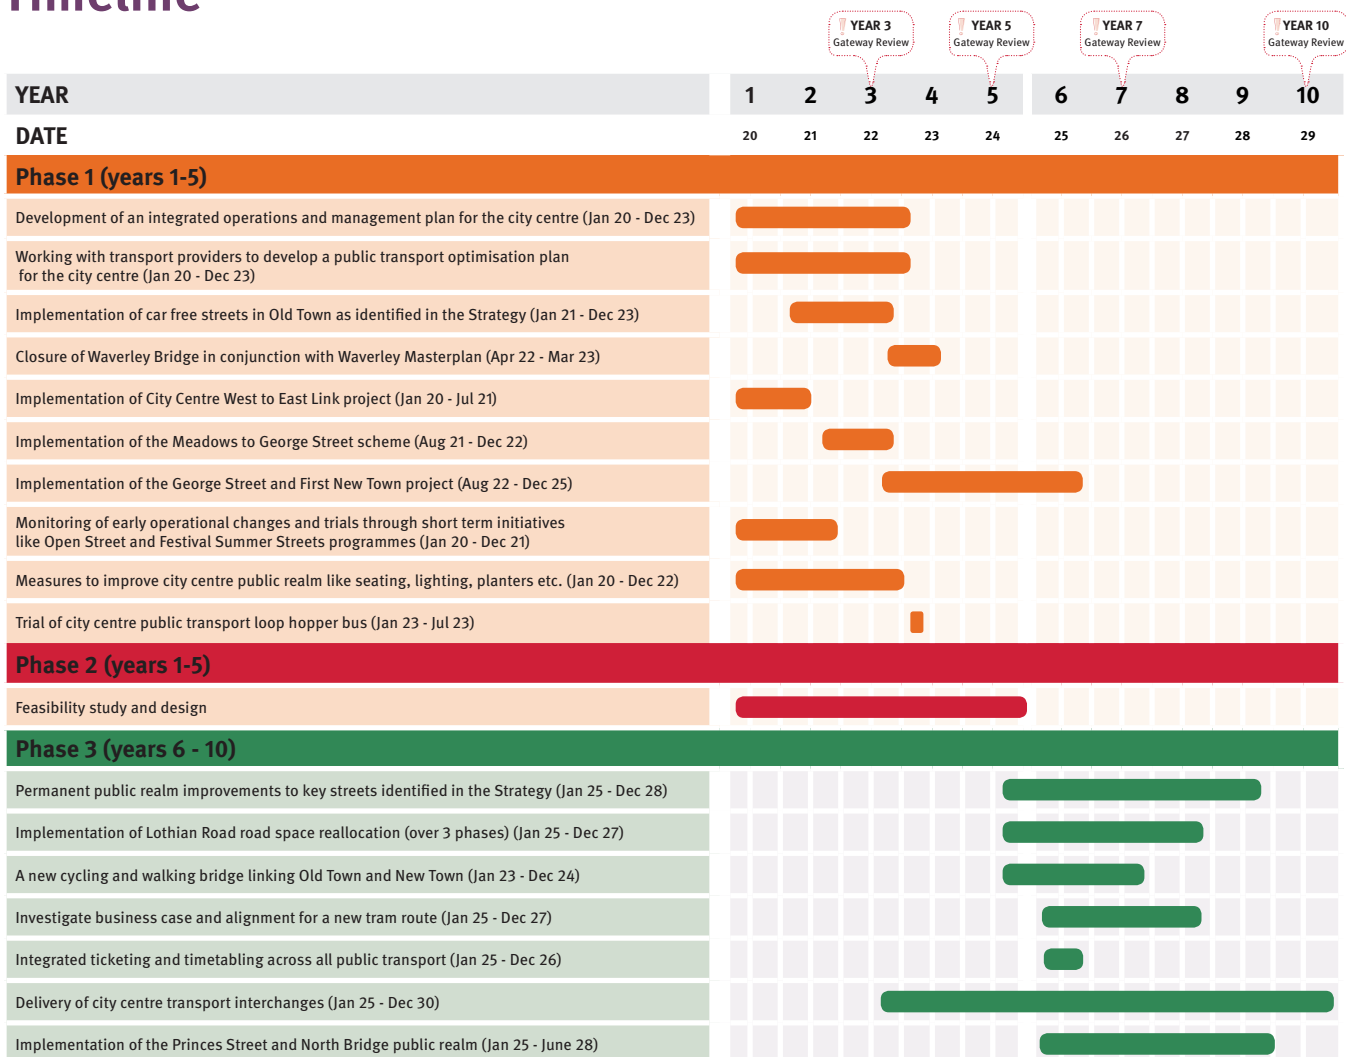 Timeline
YEAR 3
Gateway Review
YEAR 5
Gateway Review
YEAR 7
Gateway Review
YEAR 10
Gateway Review
YEAR 1 2 3 4 5 6 7 8 9 10
DATE 20 21 22 23 24 25 26 27 28 29
Phase 1 (years 1-5)
Development of an integrated operations and management plan for the city centre (Jan 20 - Dec 23)
Working with transport providers to develop a public transport optimisation plan
for the city centre (Jan 20 - Dec 23)
Implementation of car free streets in Old Town as identified in the Strategy (Jan 21 - Dec 23)
Closure of Waverley Bridge in conjunction with Waverley Masterplan (Apr 22 - Mar 23)
Implementation of City Centre West to East Link project (Jan 20 - Jul 21)
Implementation of the Meadows to George Street scheme (Aug 21 - Dec 22)
Implementation of the George Street and First New Town project (Aug 22 - Dec 25)
Monitoring of early operational changes and trials through short term initiatives
like Open Street and Festival Summer Streets programmes (Jan 20 - Dec 21)
Measures to improve city centre public realm like seating, lighting, planters etc. (Jan 20 - Dec 22)
Trial of city centre public transport loop hopper bus (Jan 23 - Jul 23)
Phase 2 (years 1-5)
Feasibility study and design
Phase 3 (years 6 - 10)
Permanent public realm improvements to key streets identified in the Strategy (Jan 25 - Dec 28)
Implementation of Lothian Road road space reallocation (over 3 phases) (Jan 25 - Dec 27)
A new cycling and walking bridge linking Old Town and New Town (Jan 23 - Dec 24)
Investigate business case and alignment for a new tram route (Jan 25 - Dec 27)
Integrated ticketing and timetabling across all public transport (Jan 25 - Dec 26)
Delivery of city centre transport interchanges (Jan 25 - Dec 30)
Implementation of the Princes Street and North Bridge public realm (Jan 25 - June 28)